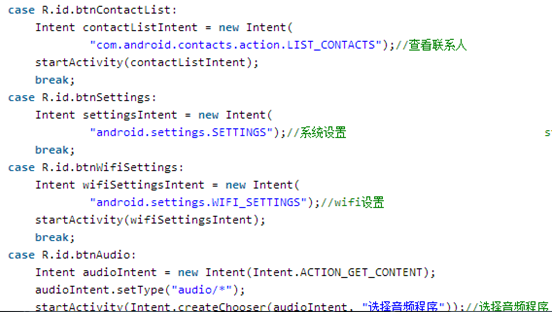 case R.id.btnContactList:
    Intent contactListIntent = new Intent(
            "com.android.contacts.action.LIST_CONTACTS");//查看联系人
    startActivity(contactListIntent);
    break;
case R.id.btnSettings:
    Intent settingsIntent = new Intent(
            "android.settings.SETTINGS");//系统设置                             s
    break;
case R.id.btnWifiSettings:
    Intent wifiSettingsIntent = new Intent(
            "android.settings.WIFI_SETTINGS");//wifi设置
    startActivity(wifiSettingsIntent);
    break;
case R.id.btnAudio:
    Intent audioIntent = new Intent(Intent.ACTION_GET_CONTENT);
    audioIntent.setType("audio/*");
    startActivity(Intent.createChooser(audioIntent, "选择音频程序"));//选择音频程序